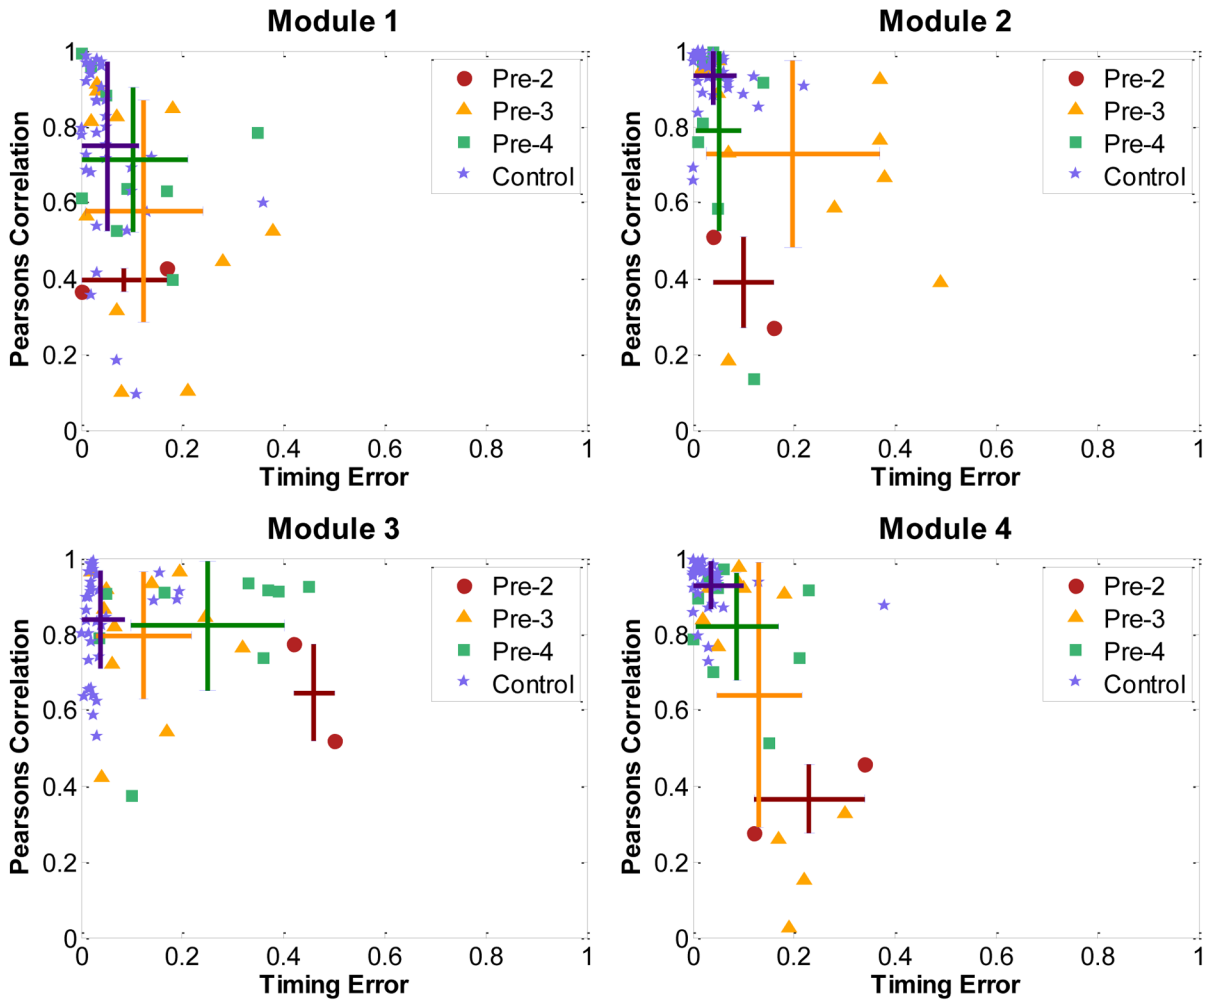 Module 1
Pearsons Correlation
1
0.8
0.6
0.4
0.2
0
0 0.2 0.4 0.6 0.8 1
Timing Error
Pre-2
Pre-3
Pre-4
Control
Module 2
Pearsons Correlation
1
0.8
0.6
0.4
0.2
0
0 0.2 0.4 0.6 0.8 1
Timing Error
Pre-2
Pre-3
Pre-4
Control
Module 3
Pearsons Correlation
1
0.8
0.6
0.4
0.2
0
0 0.2 0.4 0.6 0.8 1
Timing Error
Pre-2
Pre-3
Pre-4
Control
Module 4
Pearsons Correlation
1
0.8
0.6
0.4
0.2
0
0 0.2 0.4 0.6 0.8 1
Timing Error
Pre-2
Pre-3
Pre-4
Control